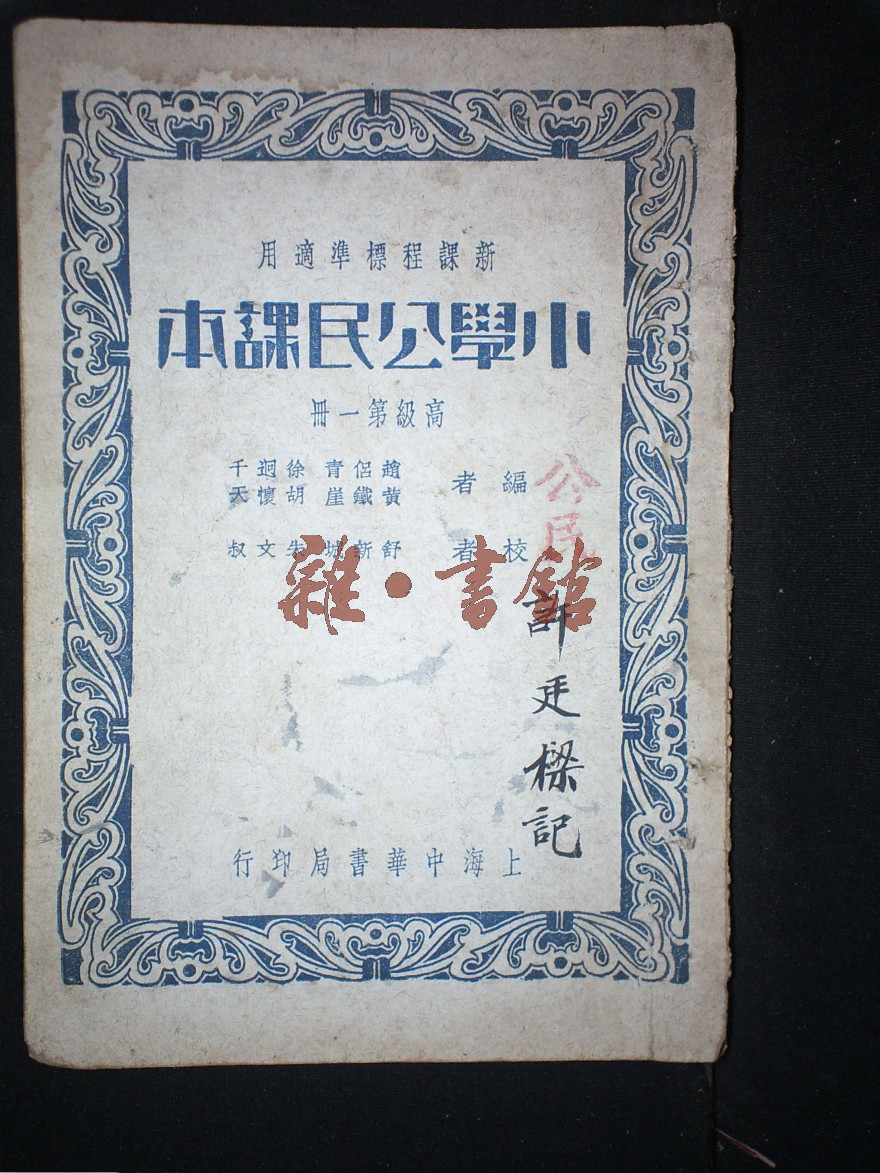 新課程標準適用
小學公民課本
高級第一冊
編者
趙侶青 徐迥千
黃鐵崖 胡懷天
校者
舒新城 朱文叔
上海中華書局印行
公民
許廷樑記
雜·書館